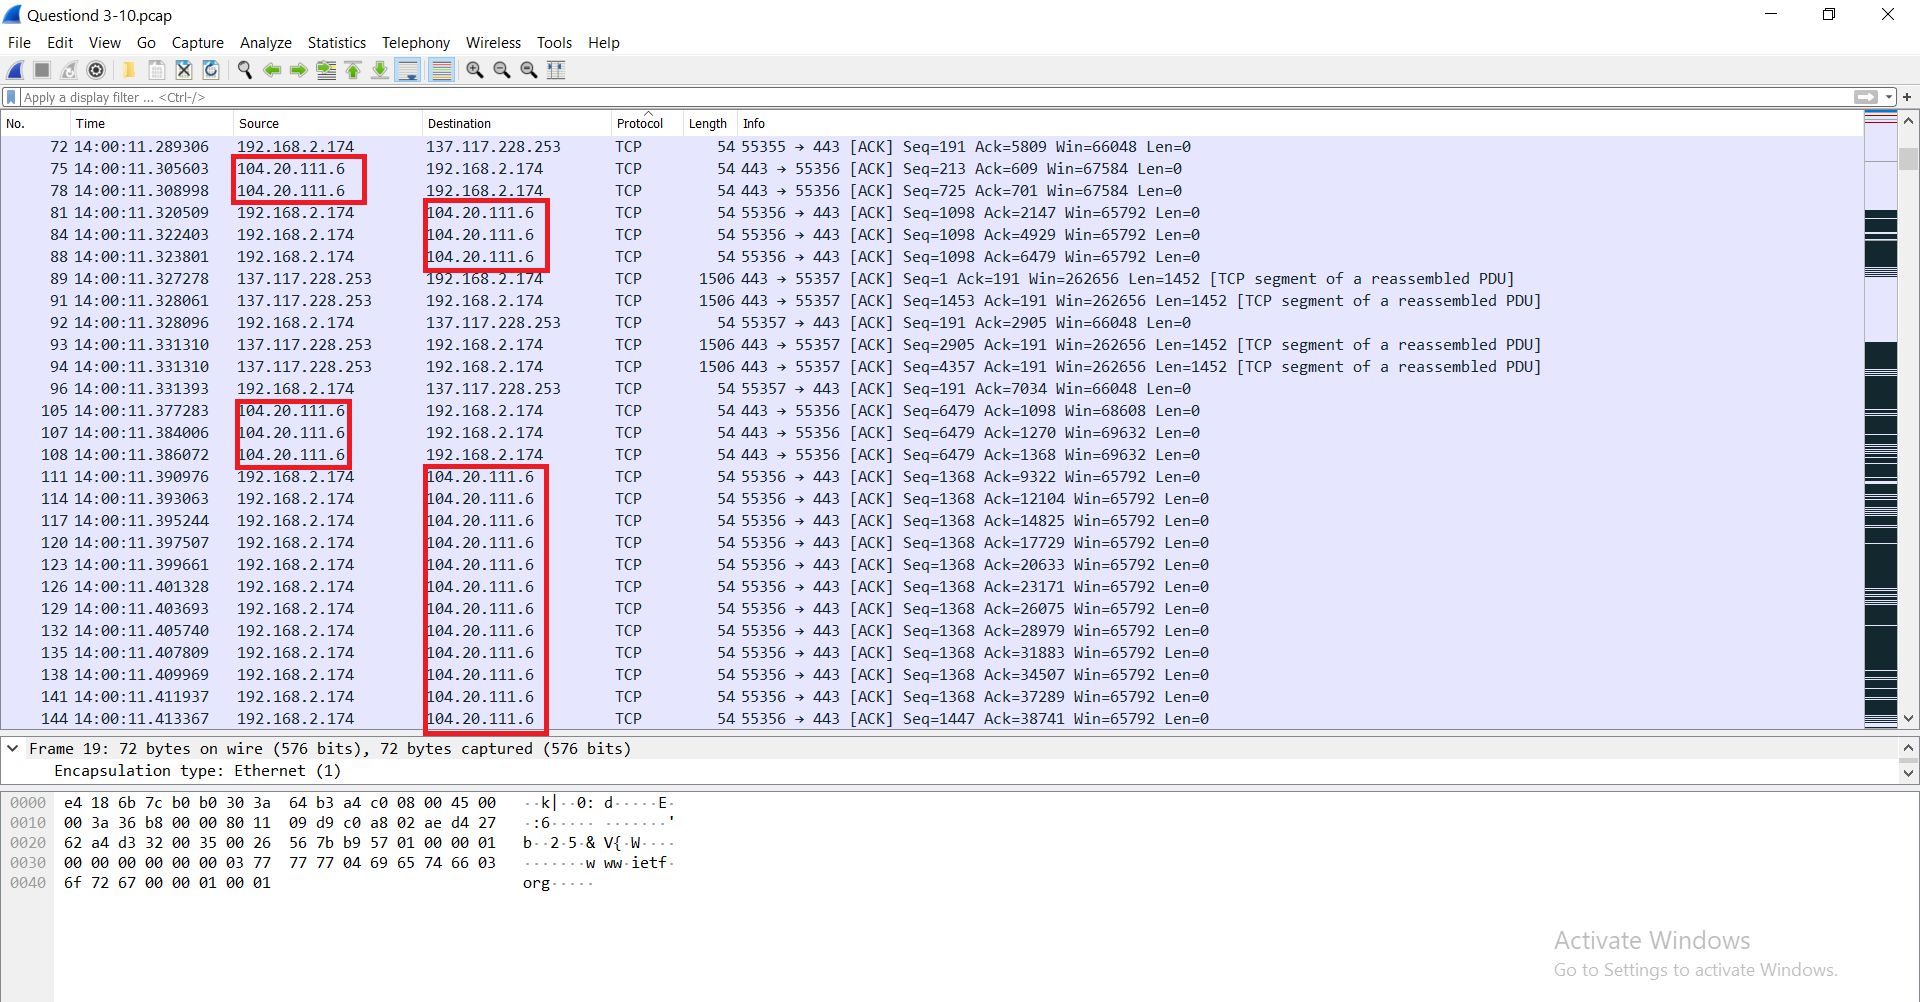 Questiond 3-10.pcap
File Edit View Go Capture Analyze Statistics Telephony Wireless Tools Help
Apply a display filter ... <Ctrl-/>
No. Time Source Destination Protocol Length Info
72 14:00:11.289306 192.168.2.174 137.117.228.253 TCP 54 55355 → 443 [ACK] Seq=191 Ack=5809 Win=66048 Len=0
75 14:00:11.305603 104.20.111.6 192.168.2.174 TCP 54 443 → 55356 [ACK] Seq=213 Ack=609 Win=67584 Len=0
78 14:00:11.308998 104.20.111.6 192.168.2.174 TCP 54 443 → 55356 [ACK] Seq=725 Ack=701 Win=67584 Len=0
81 14:00:11.320509 192.168.2.174 104.20.111.6 TCP 54 55356 → 443 [ACK] Seq=1098 Ack=2147 Win=65792 Len=0
84 14:00:11.322403 192.168.2.174 104.20.111.6 TCP 54 55356 → 443 [ACK] Seq=1098 Ack=4929 Win=65792 Len=0
88 14:00:11.323801 192.168.2.174 104.20.111.6 TCP 54 55356 → 443 [ACK] Seq=1098 Ack=6479 Win=65792 Len=0
89 14:00:11.327278 137.117.228.253 192.168.2.174 TCP 1506 443 → 55357 [ACK] Seq=1 Ack=191 Win=262656 Len=1452 [TCP segment of a reassembled PDU]
91 14:00:11.328061 137.117.228.253 192.168.2.174 TCP 1506 443 → 55357 [ACK] Seq=1453 Ack=191 Win=262656 Len=1452 [TCP segment of a reassembled PDU]
92 14:00:11.328096 192.168.2.174 137.117.228.253 TCP 54 55357 → 443 [ACK] Seq=191 Ack=2905 Win=66048 Len=0
93 14:00:11.331310 137.117.228.253 192.168.2.174 TCP 1506 443 → 55357 [ACK] Seq=2905 Ack=191 Win=262656 Len=1452 [TCP segment of a reassembled PDU]
94 14:00:11.331310 137.117.228.253 192.168.2.174 TCP 1506 443 → 55357 [ACK] Seq=4357 Ack=191 Win=262656 Len=1452 [TCP segment of a reassembled PDU]
96 14:00:11.331393 192.168.2.174 137.117.228.253 TCP 54 55357 → 443 [ACK] Seq=191 Ack=7034 Win=66048 Len=0
105 14:00:11.377283 104.20.111.6 192.168.2.174 TCP 54 443 → 55356 [ACK] Seq=6479 Ack=1098 Win=68608 Len=0
107 14:00:11.384006 104.20.111.6 192.168.2.174 TCP 54 443 → 55356 [ACK] Seq=6479 Ack=1270 Win=69632 Len=0
108 14:00:11.386072 104.20.111.6 192.168.2.174 TCP 54 443 → 55356 [ACK] Seq=6479 Ack=1368 Win=69632 Len=0
111 14:00:11.390976 192.168.2.174 104.20.111.6 TCP 54 55356 → 443 [ACK] Seq=1368 Ack=9322 Win=65792 Len=0
114 14:00:11.393063 192.168.2.174 104.20.111.6 TCP 54 55356 → 443 [ACK] Seq=1368 Ack=12104 Win=65792 Len=0
117 14:00:11.395244 192.168.2.174 104.20.111.6 TCP 54 55356 → 443 [ACK] Seq=1368 Ack=14825 Win=65792 Len=0
120 14:00:11.397507 192.168.2.174 104.20.111.6 TCP 54 55356 → 443 [ACK] Seq=1368 Ack=17729 Win=65792 Len=0
123 14:00:11.399661 192.168.2.174 104.20.111.6 TCP 54 55356 → 443 [ACK] Seq=1368 Ack=20633 Win=65792 Len=0
126 14:00:11.401328 192.168.2.174 104.20.111.6 TCP 54 55356 → 443 [ACK] Seq=1368 Ack=23171 Win=65792 Len=0
129 14:00:11.403693 192.168.2.174 104.20.111.6 TCP 54 55356 → 443 [ACK] Seq=1368 Ack=26075 Win=65792 Len=0
132 14:00:11.405740 192.168.2.174 104.20.111.6 TCP 54 55356 → 443 [ACK] Seq=1368 Ack=28979 Win=65792 Len=0
135 14:00:11.407809 192.168.2.174 104.20.111.6 TCP 54 55356 → 443 [ACK] Seq=1368 Ack=31883 Win=65792 Len=0
138 14:00:11.409969 192.168.2.174 104.20.111.6 TCP 54 55356 → 443 [ACK] Seq=1368 Ack=34507 Win=65792 Len=0
141 14:00:11.411937 192.168.2.174 104.20.111.6 TCP 54 55356 → 443 [ACK] Seq=1368 Ack=37289 Win=65792 Len=0
144 14:00:11.413367 192.168.2.174 104.20.111.6 TCP 54 55356 → 443 [ACK] Seq=1447 Ack=38741 Win=65792 Len=0
Frame 19: 72 bytes on wire (576 bits), 72 bytes captured (576 bits)
Encapsulation type: Ethernet (1)
0000 e4 18 6b 7c b0 b0 30 3a 64 b3 a4 c0 08 00 45 00 ··k|··0: d·····E·
0010 00 3a 36 b8 00 00 80 11 09 d9 c0 a8 02 ae d4 27 ·:6····· ·······'
0020 62 a4 d3 32 00 35 00 26 56 7b b9 57 01 00 00 01 b··2·5·& V{·W····
0030 00 00 00 00 00 00 03 77 77 77 04 69 65 74 66 03 ·······w ww·ietf·
0040 6f 72 67 00 00 01 00 01 org·····
Activate Windows
Go to Settings to activate Windows.